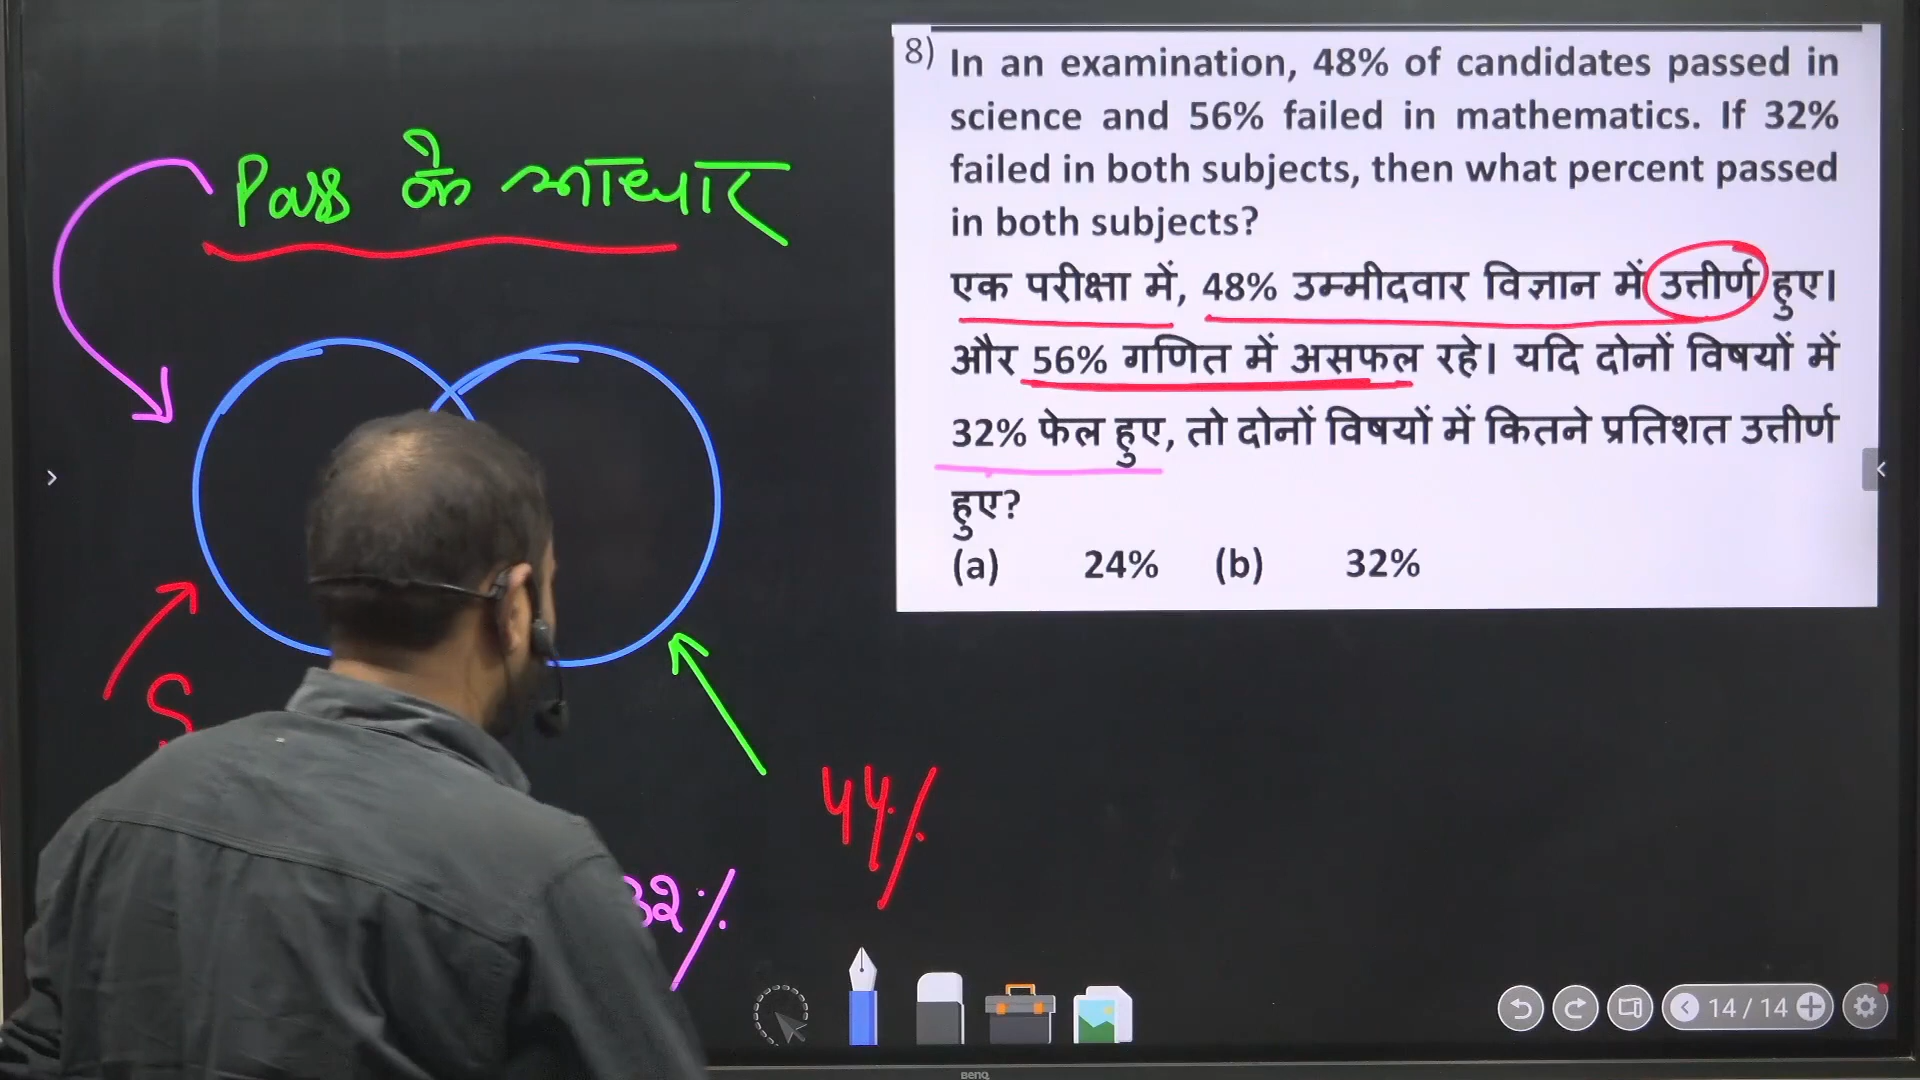 Pass के आधार
8) In an examination, 48% of candidates passed in
science and 56% failed in mathematics. If 32%
failed in both subjects, then what percent passed
in both subjects?
एक परीक्षा में, 48% उम्मीदवार विज्ञान में उत्तीर्ण हुए।
और 56% गणित में असफल रहे। यदि दोनों विषयों में
32% फेल हुए, तो दोनों विषयों में कितने प्रतिशत उत्तीर्ण
हुए?
(a) 24% (b) 32%
S
44%
32%
14 / 14
BenQ